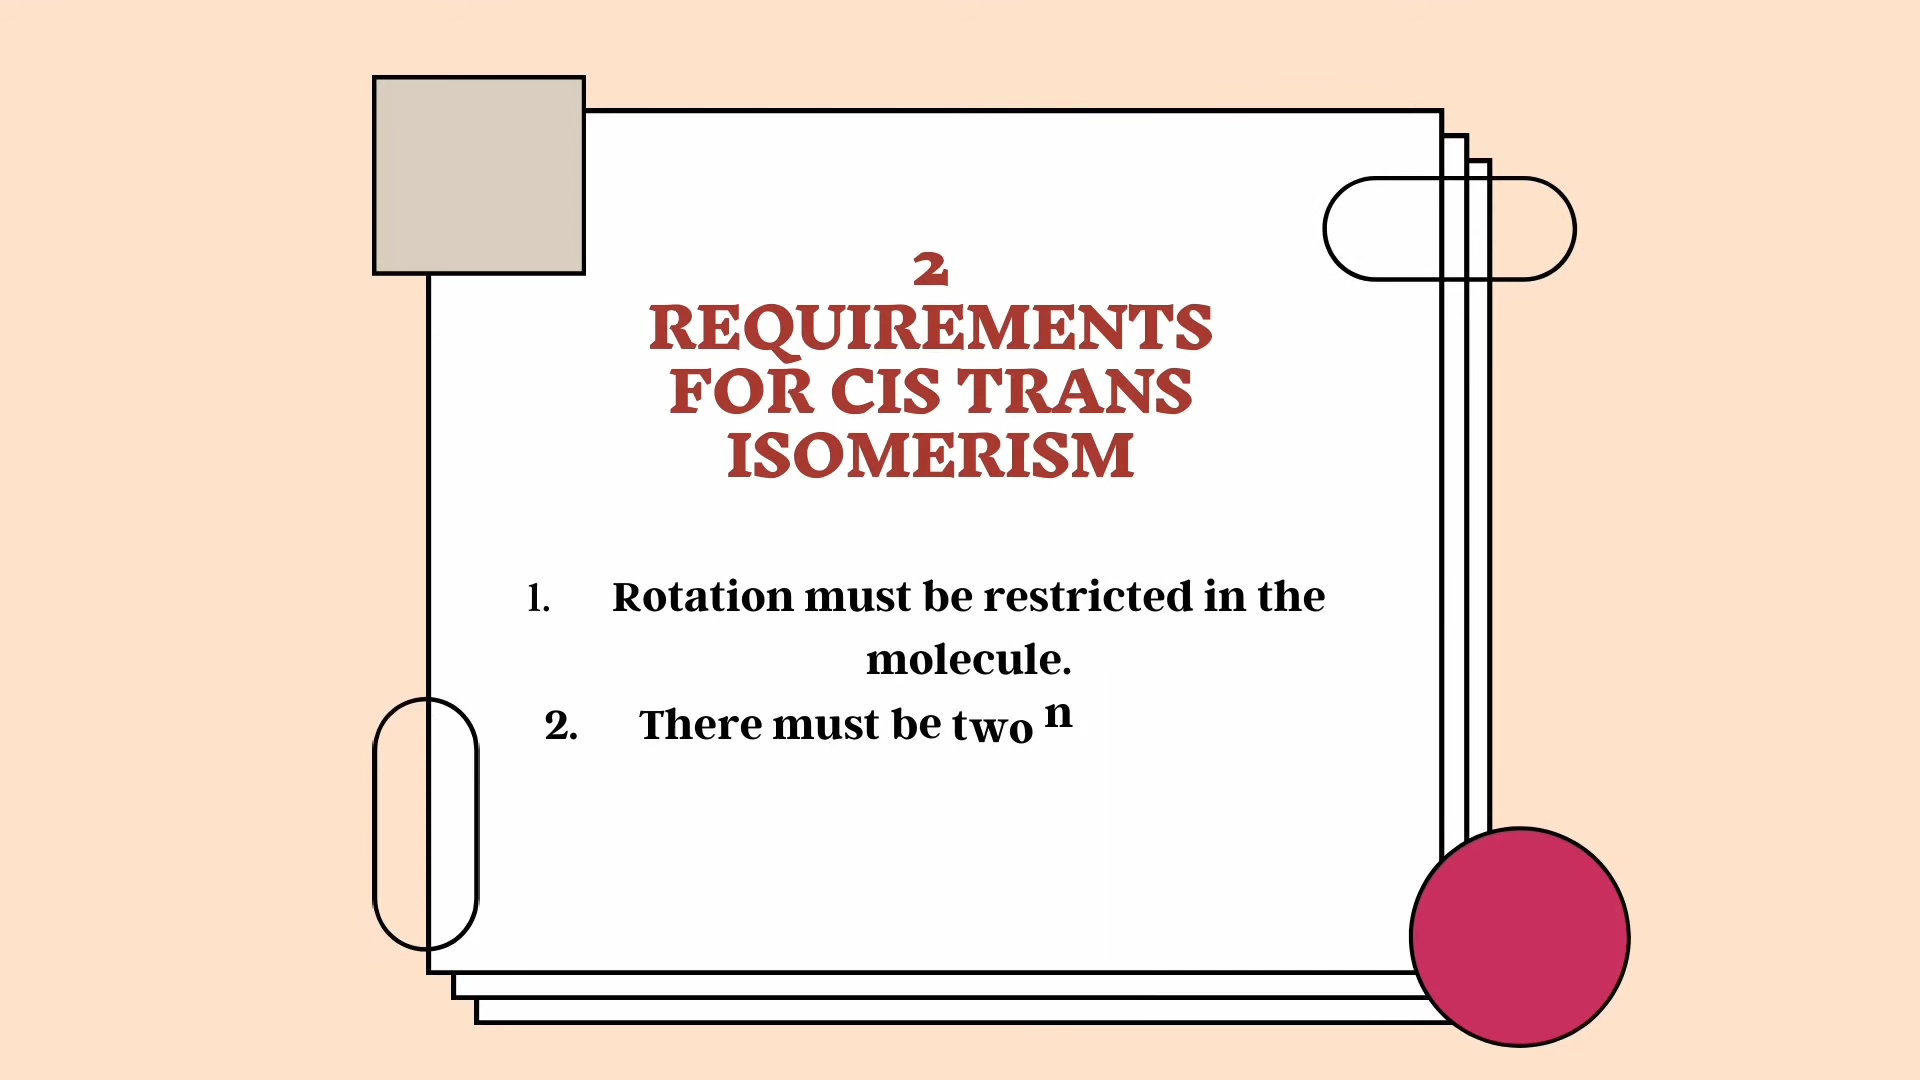 2
REQUIREMENTS
FOR CIS TRANS
ISOMERISM
1. Rotation must be restricted in the
molecule.
2. There must be two n